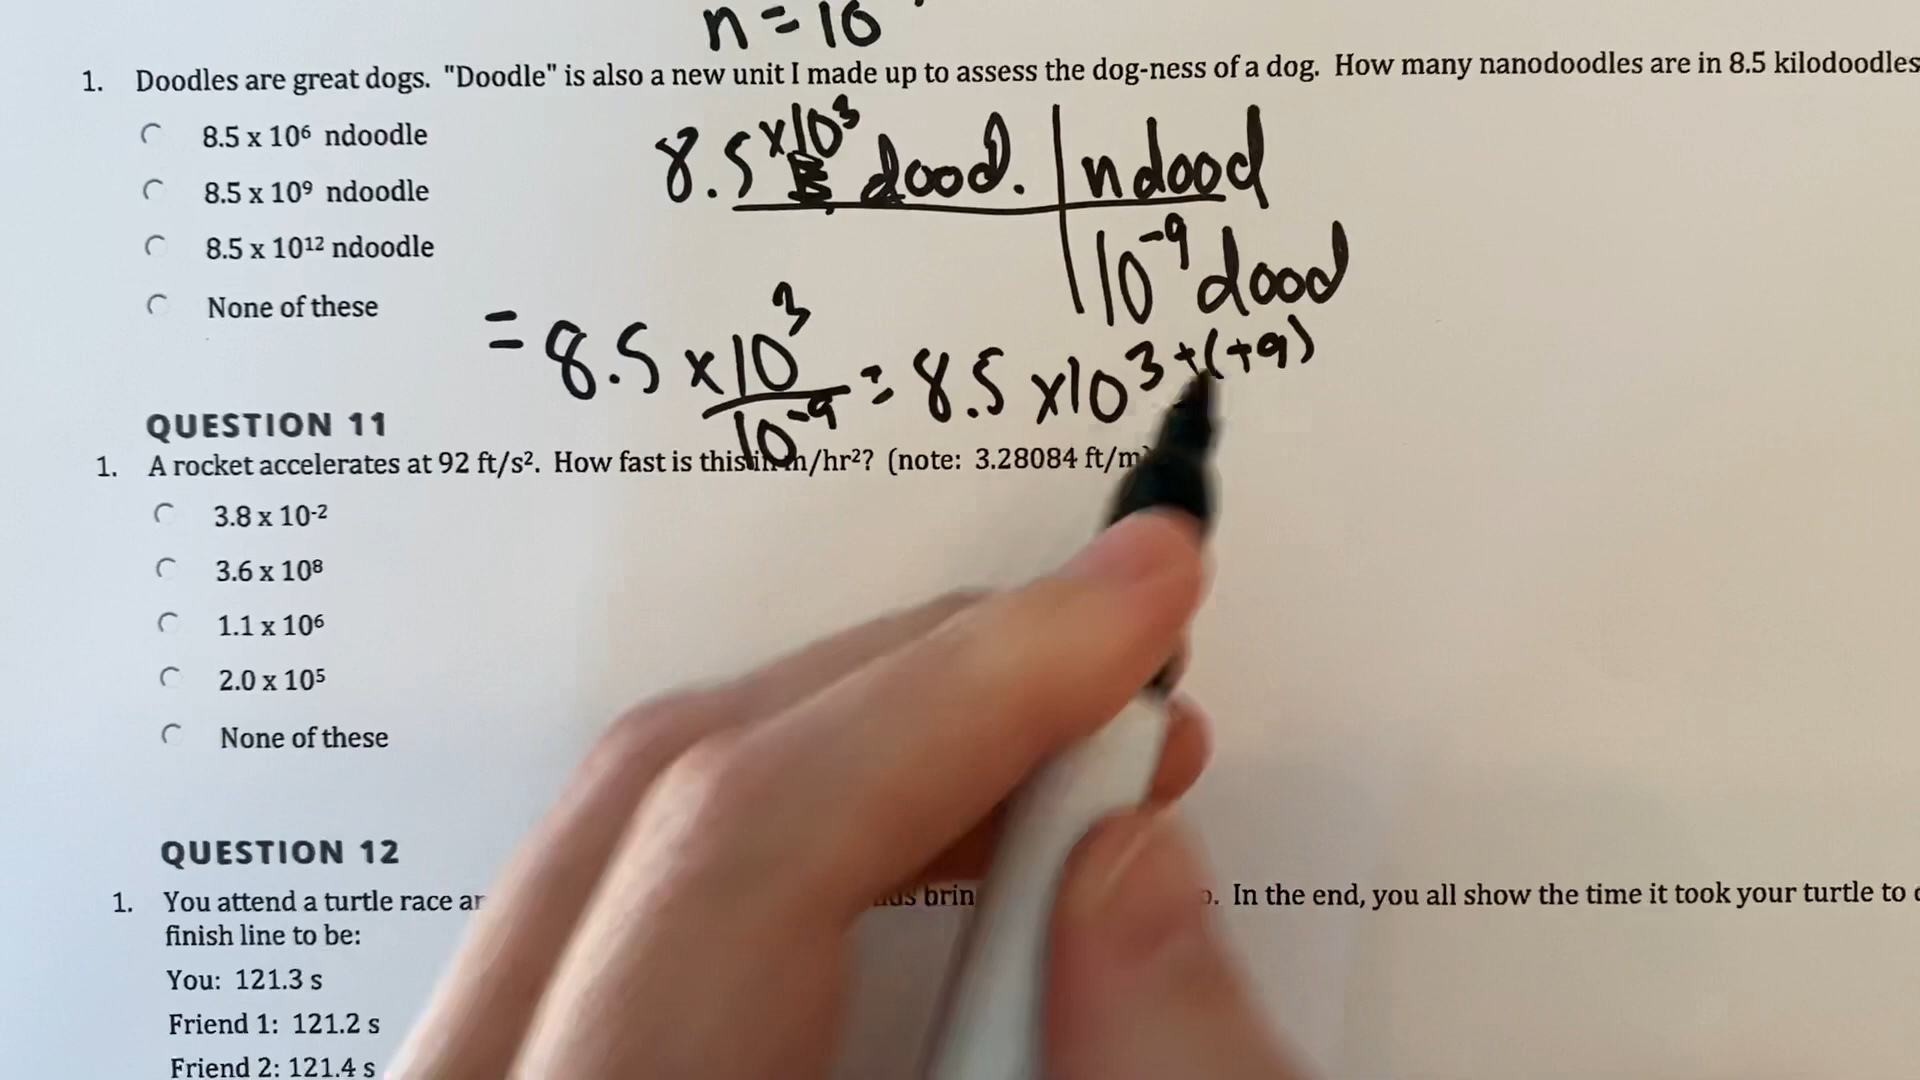 n = 10
1. Doodles are great dogs. "Doodle" is also a new unit I made up to assess the dog-ness of a dog. How many nanodoodles are in 8.5 kilodoodles
8.5 x 10⁶ ndoodle
8.5 x 10⁹ ndoodle
8.5 x 10¹² ndoodle
None of these
8.5 x10³ dood. | ndood
10⁻⁹ dood
= 8.5 x 10³
10⁻⁹
= 8.5 x10³⁺⁽⁺⁹⁾
QUESTION 11
1. A rocket accelerates at 92 ft/s². How fast is this /hr²? (note: 3.28084 ft/m
3.8 x 10⁻²
3.6 x 10⁸
1.1 x 10⁶
2.0 x 10⁵
None of these
QUESTION 12
1. You attend a turtle race brin . In the end, you all show the time it took your turtle to
finish line to be:
You: 121.3 s
Friend 1: 121.2 s
Friend 2: 121.4 s